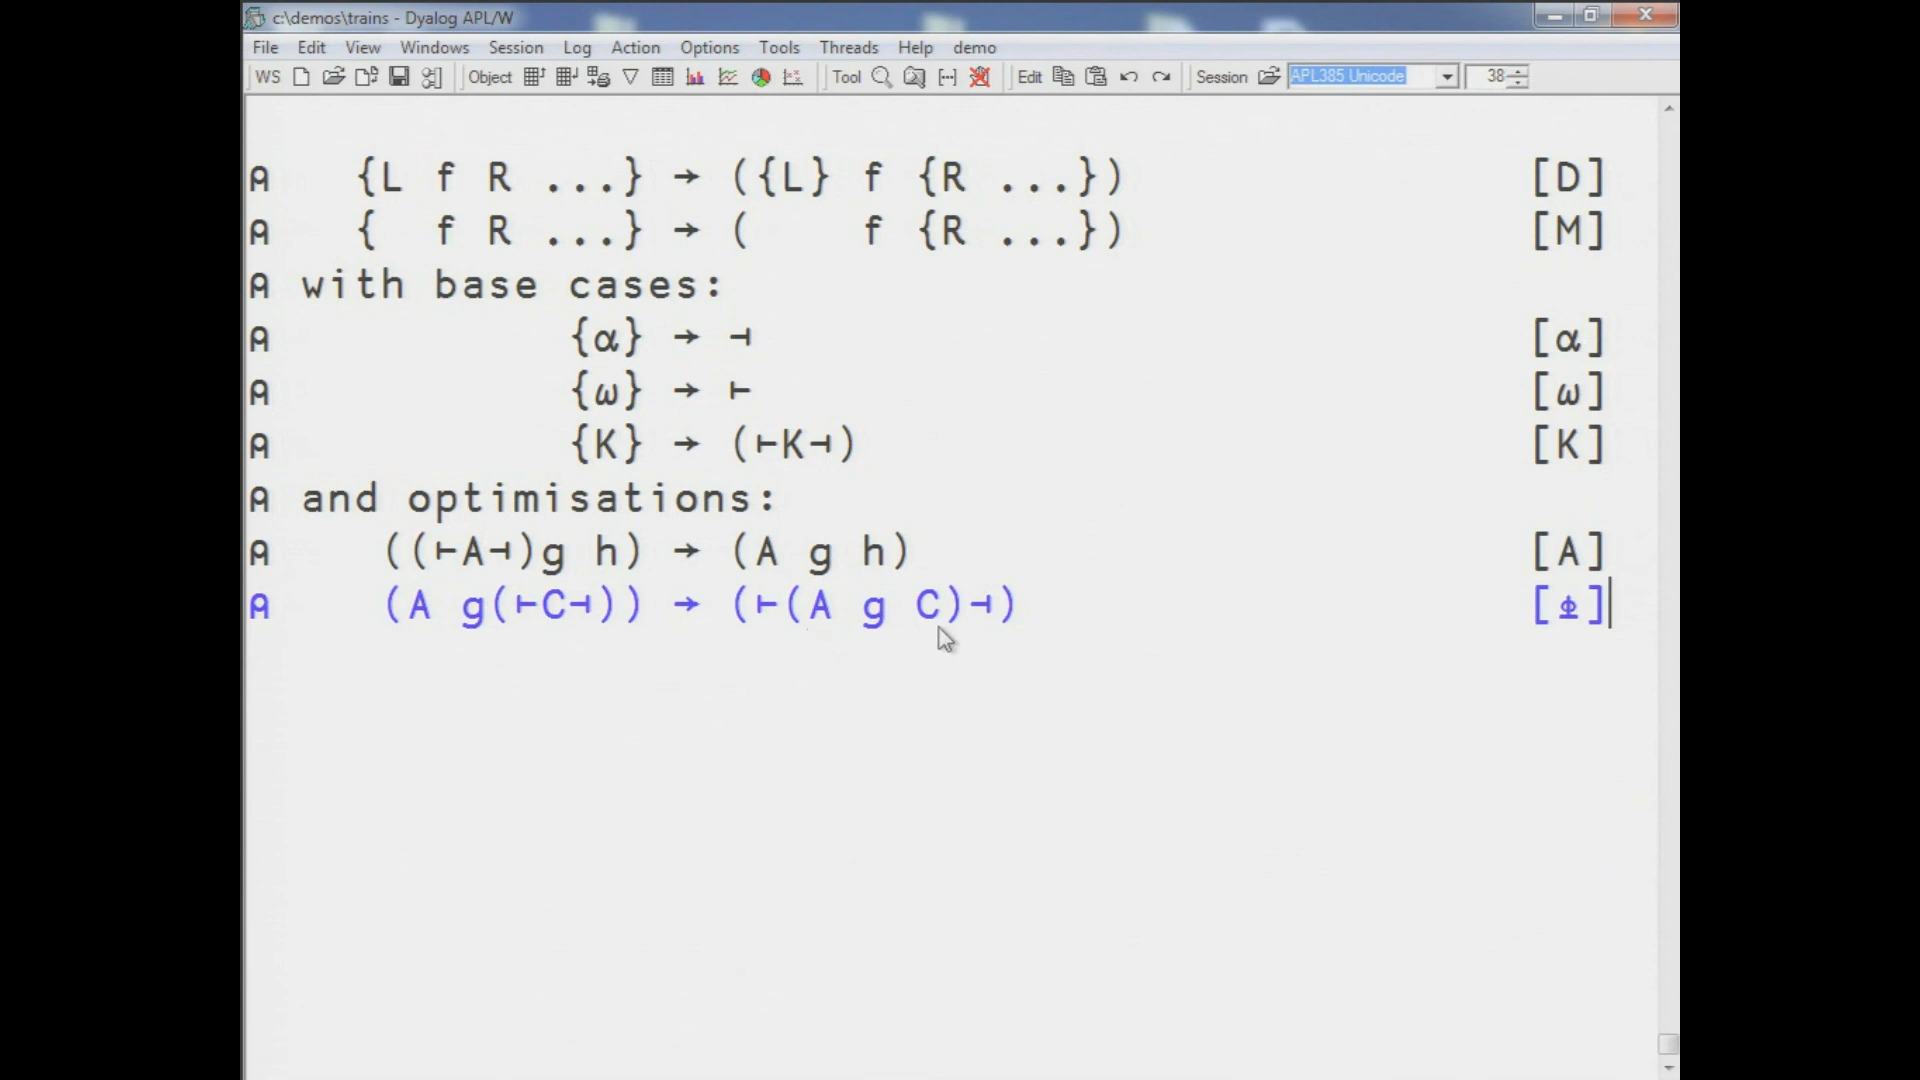 c:\demos\trains - Dyalog APL/W
File Edit View Windows Session Log Action Options Tools Threads Help demo
WS Object Tool Edit Session APL385 Unicode 38
⍝ {L f R ...} → ({L} f {R ...}) [D]
⍝ { f R ...} → ( f {R ...}) [M]
⍝ with base cases:
⍝ {⍺} → ⊣ [⍺]
⍝ {⍵} → ⊢ [⍵]
⍝ {K} → (⊢K⊣) [K]
⍝ and optimisations:
⍝ ((⊢A⊣)g h) → (A g h) [A]
⍝ (A g(⊢C⊣)) → (⊢(A g C)⊣) [⍎]